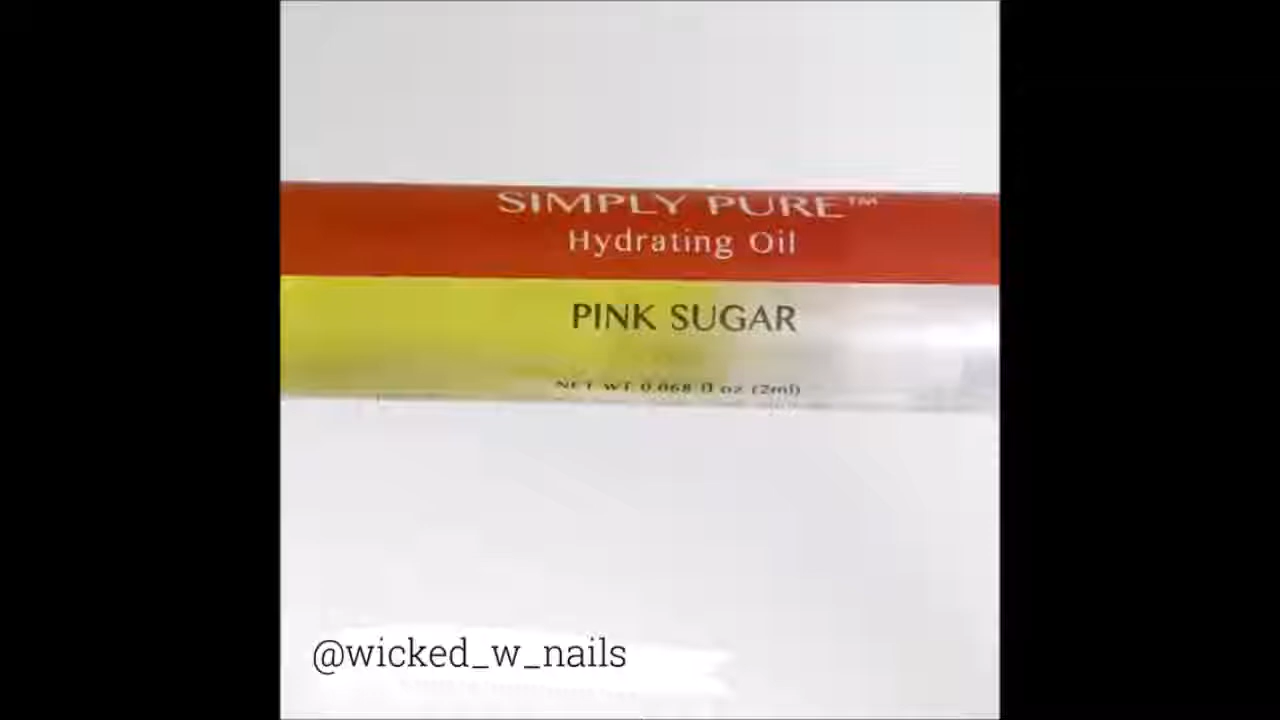 SIMPLY PURE™
Hydrating Oil
PINK SUGAR
NET WT 0.068 fl oz (2ml)
@wicked_w_nails